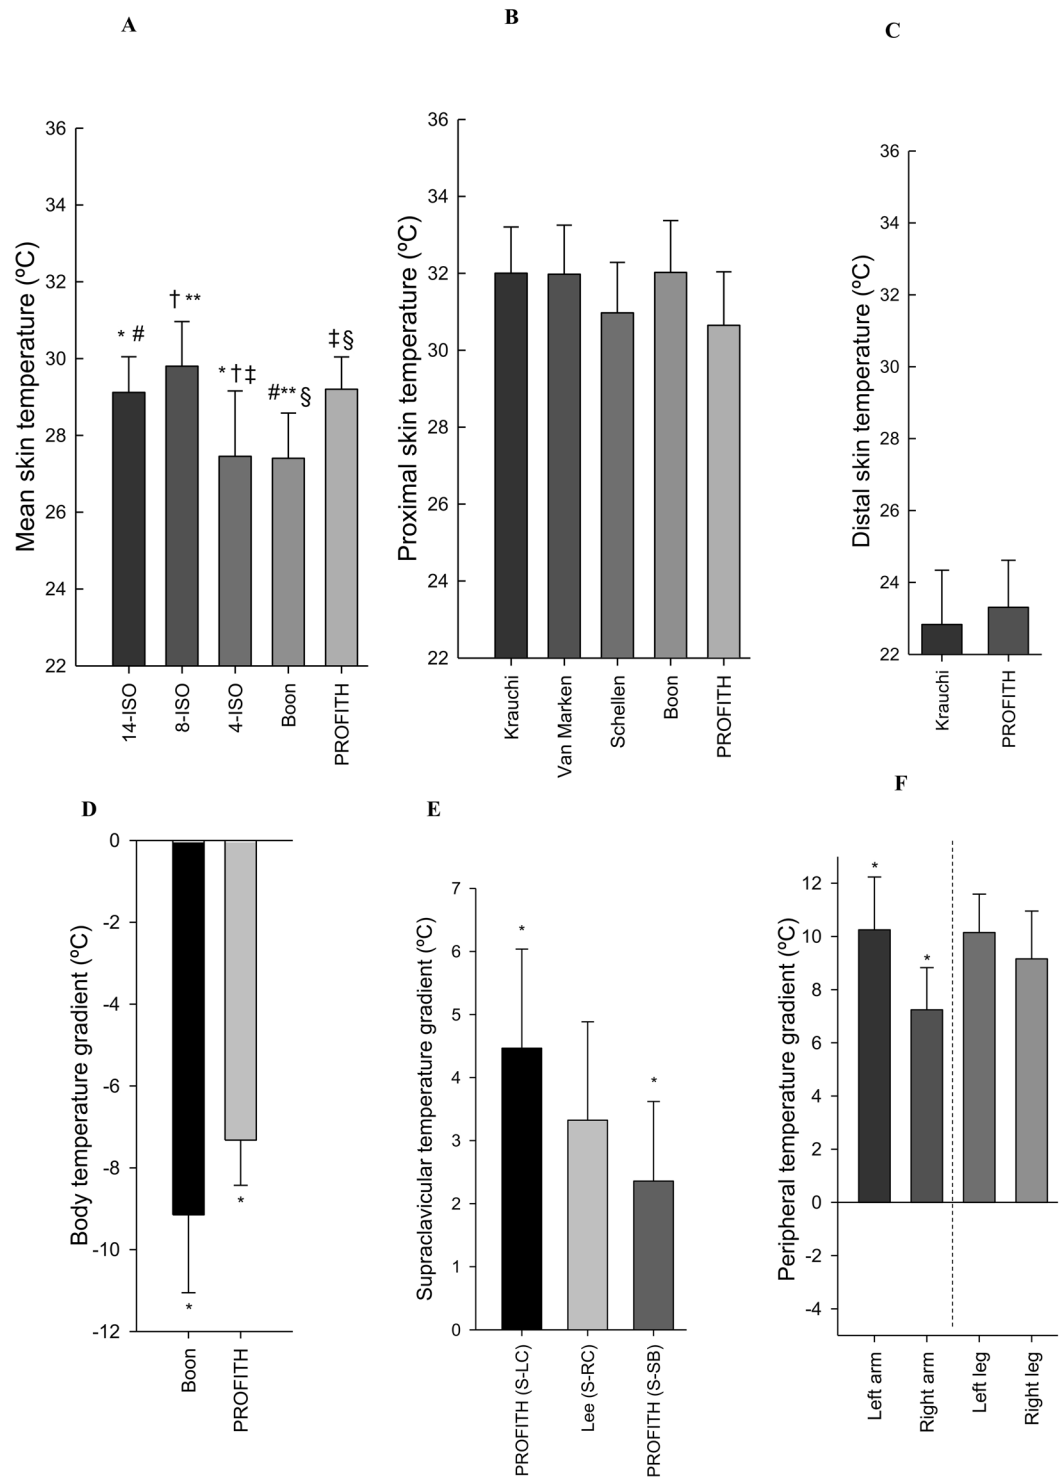 A
Mean skin temperature (ºC)
36
34
32
30
28
26
24
22
* #
† **
* † ‡
# ** §
‡ §
14-ISO
8-ISO
4-ISO
Boon
PROFITH
B
Proximal skin temperature (ºC)
36
34
32
30
28
26
24
22
Krauchi
Van Marken
Schellen
Boon
PROFITH
C
Distal skin temperature (ºC)
36
34
32
30
28
26
24
22
Krauchi
PROFITH
D
Body temperature gradient (ºC)
0
-2
-4
-6
-8
-10
-12
*
*
Boon
PROFITH
E
Supraclavicular temperature gradient (ºC)
7
6
5
4
3
2
1
0
*
*
PROFITH (S-LC)
Lee (S-RC)
PROFITH (S-SB)
F
Peripheral temperature gradient (ºC)
12
10
8
6
4
2
0
-2
-4
*
*
Left arm
Right arm
Left leg
Right leg